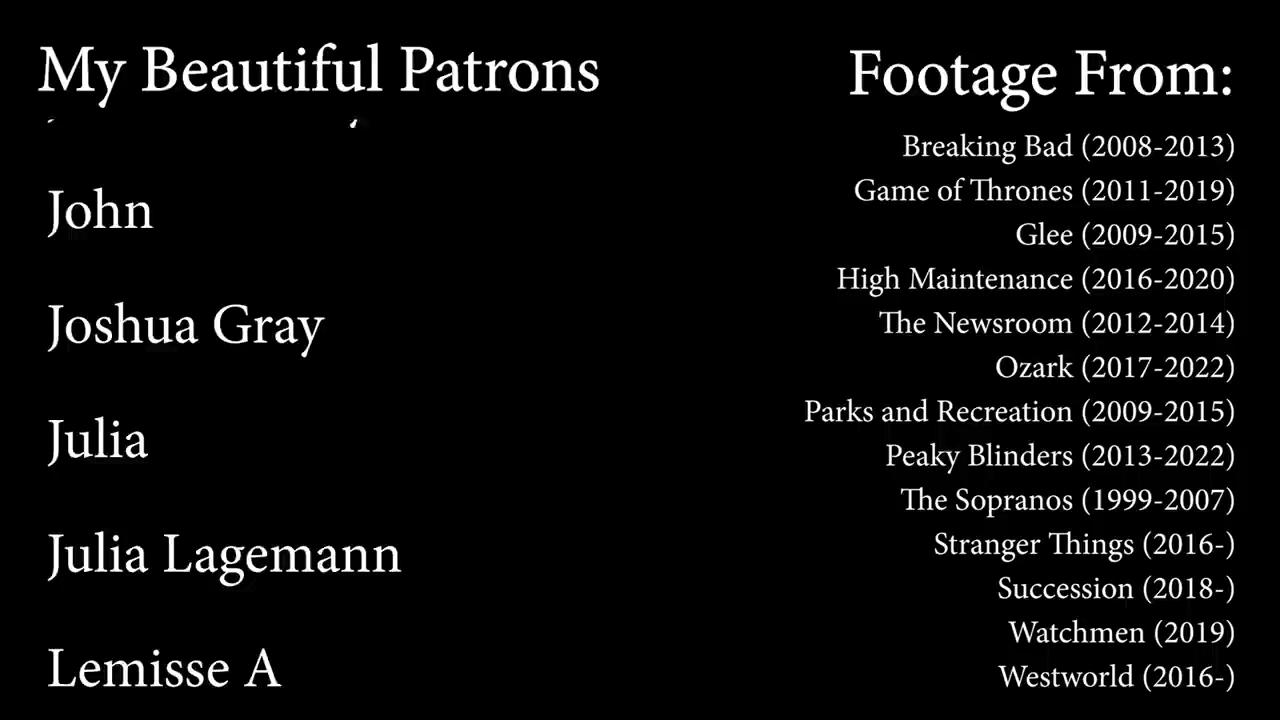 My Beautiful Patrons
John
Joshua Gray
Julia
Julia Lagemann
Lemisse A
Footage From:
Breaking Bad (2008-2013)
Game of Thrones (2011-2019)
Glee (2009-2015)
High Maintenance (2016-2020)
The Newsroom (2012-2014)
Ozark (2017-2022)
Parks and Recreation (2009-2015)
Peaky Blinders (2013-2022)
The Sopranos (1999-2007)
Stranger Things (2016-)
Succession (2018-)
Watchmen (2019)
Westworld (2016-)